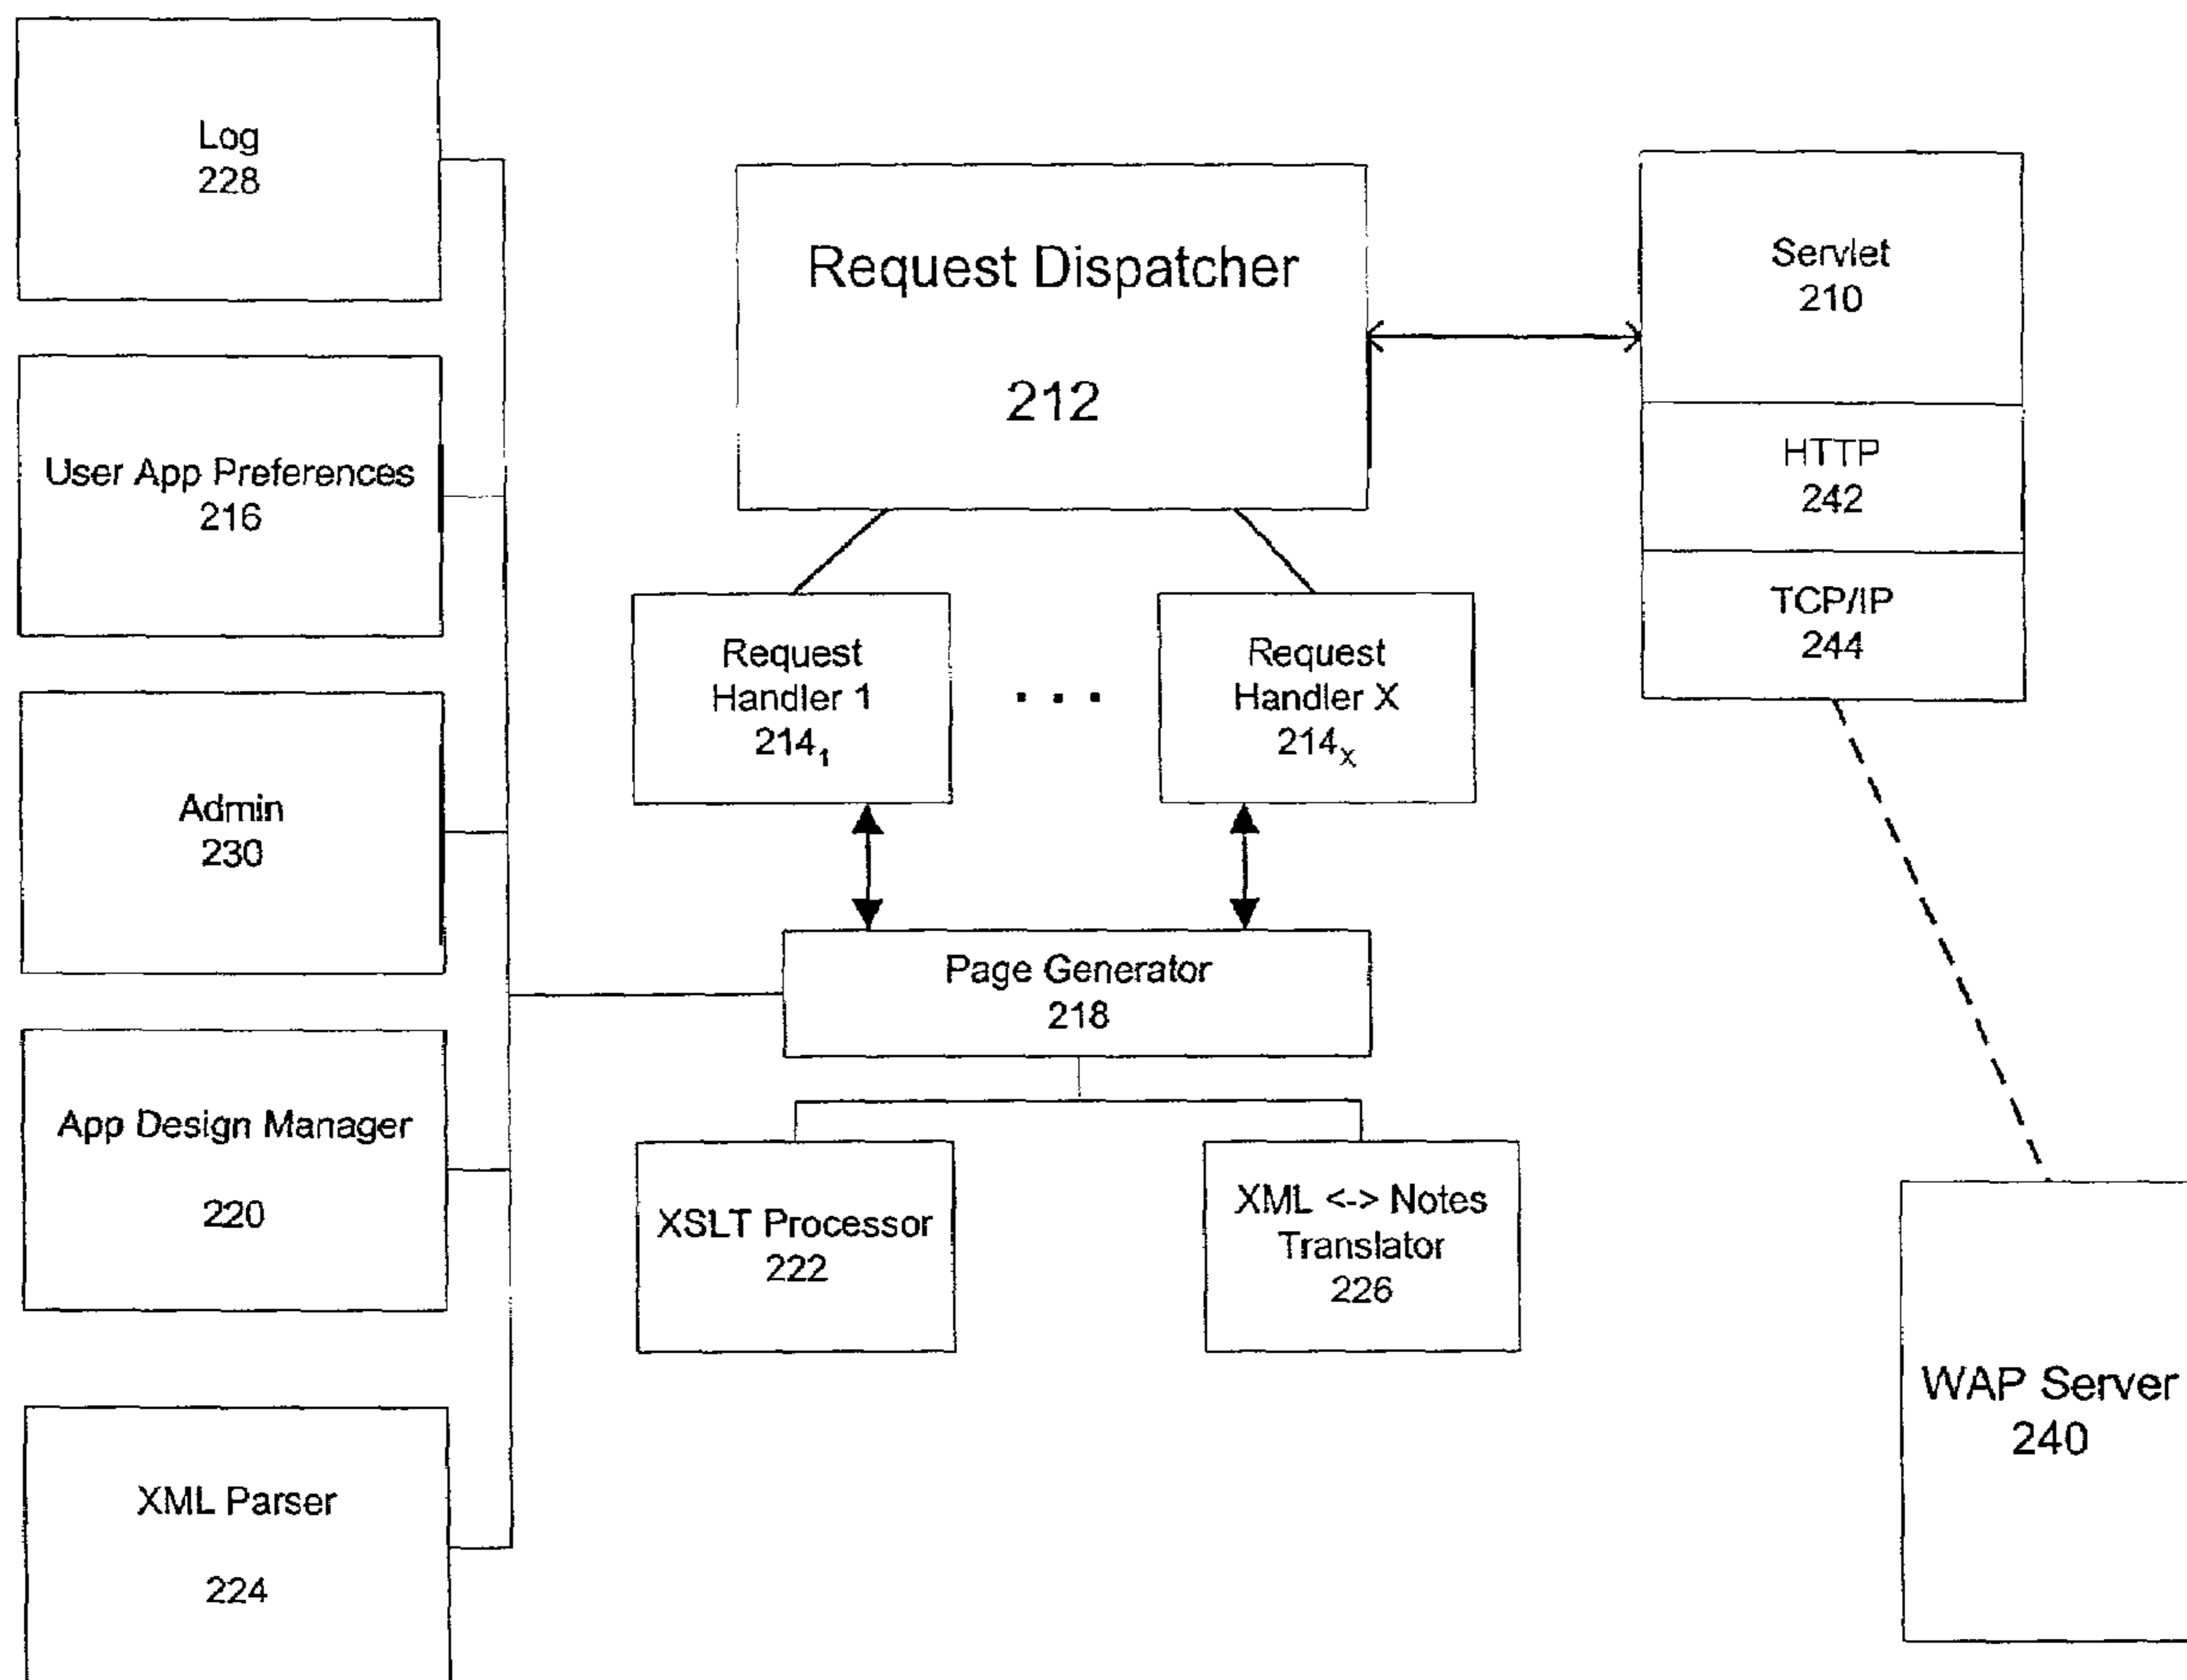 Log
228
User App Preferences
216
Admin
230
App Design Manager
220
XML Parser
224
Request Dispatcher
212
Request
Handler 1
214₁
. . .
Request
Handler X
214ₓ
Page Generator
218
XSLT Processor
222
XML <-> Notes
Translator
226
Servlet
210
HTTP
242
TCP/IP
244
WAP Server
240